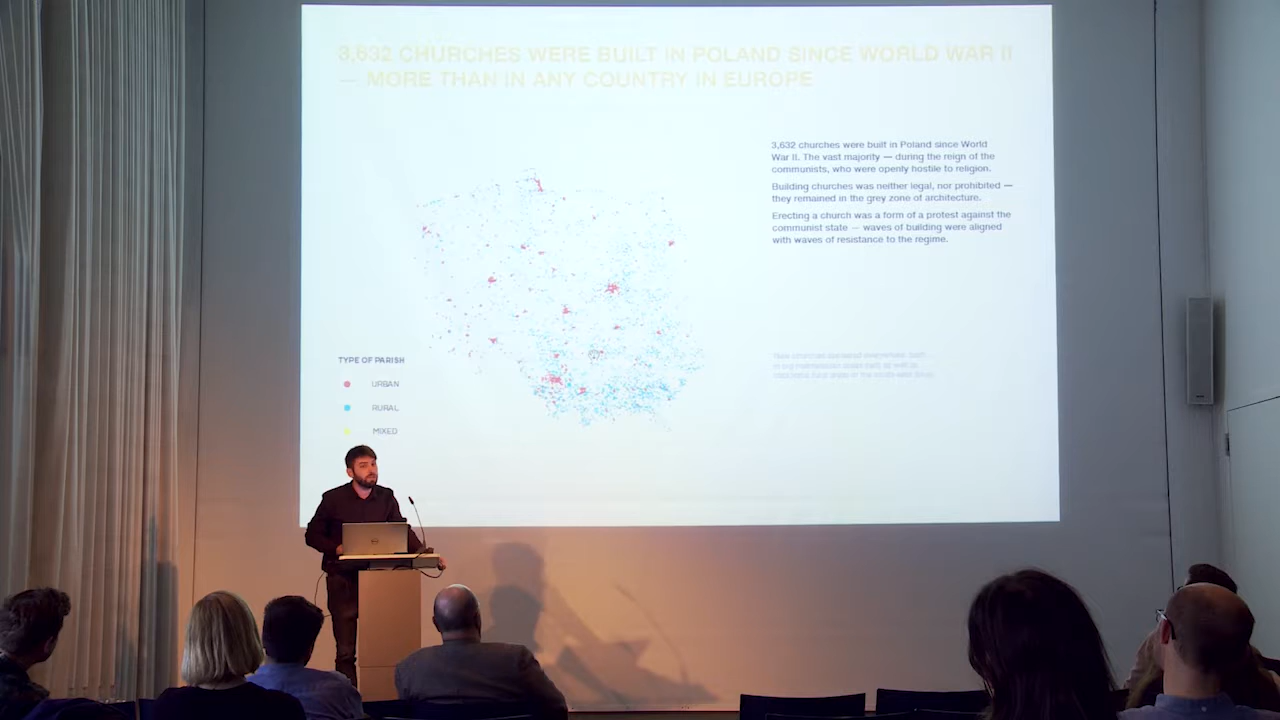 3,632 CHURCHES WERE BUILT IN POLAND SINCE WORLD WAR II
— MORE THAN IN ANY COUNTRY IN EUROPE
3,632 churches were built in Poland since World
War II. The vast majority — during the reign of the
communists, who were openly hostile to religion.
Building churches was neither legal, nor prohibited —
they remained in the grey zone of architecture.
Erecting a church was a form of a protest against the
communist state — waves of building were aligned
with waves of resistance to the regime.
TYPE OF PARISH
URBAN
RURAL
MIXED